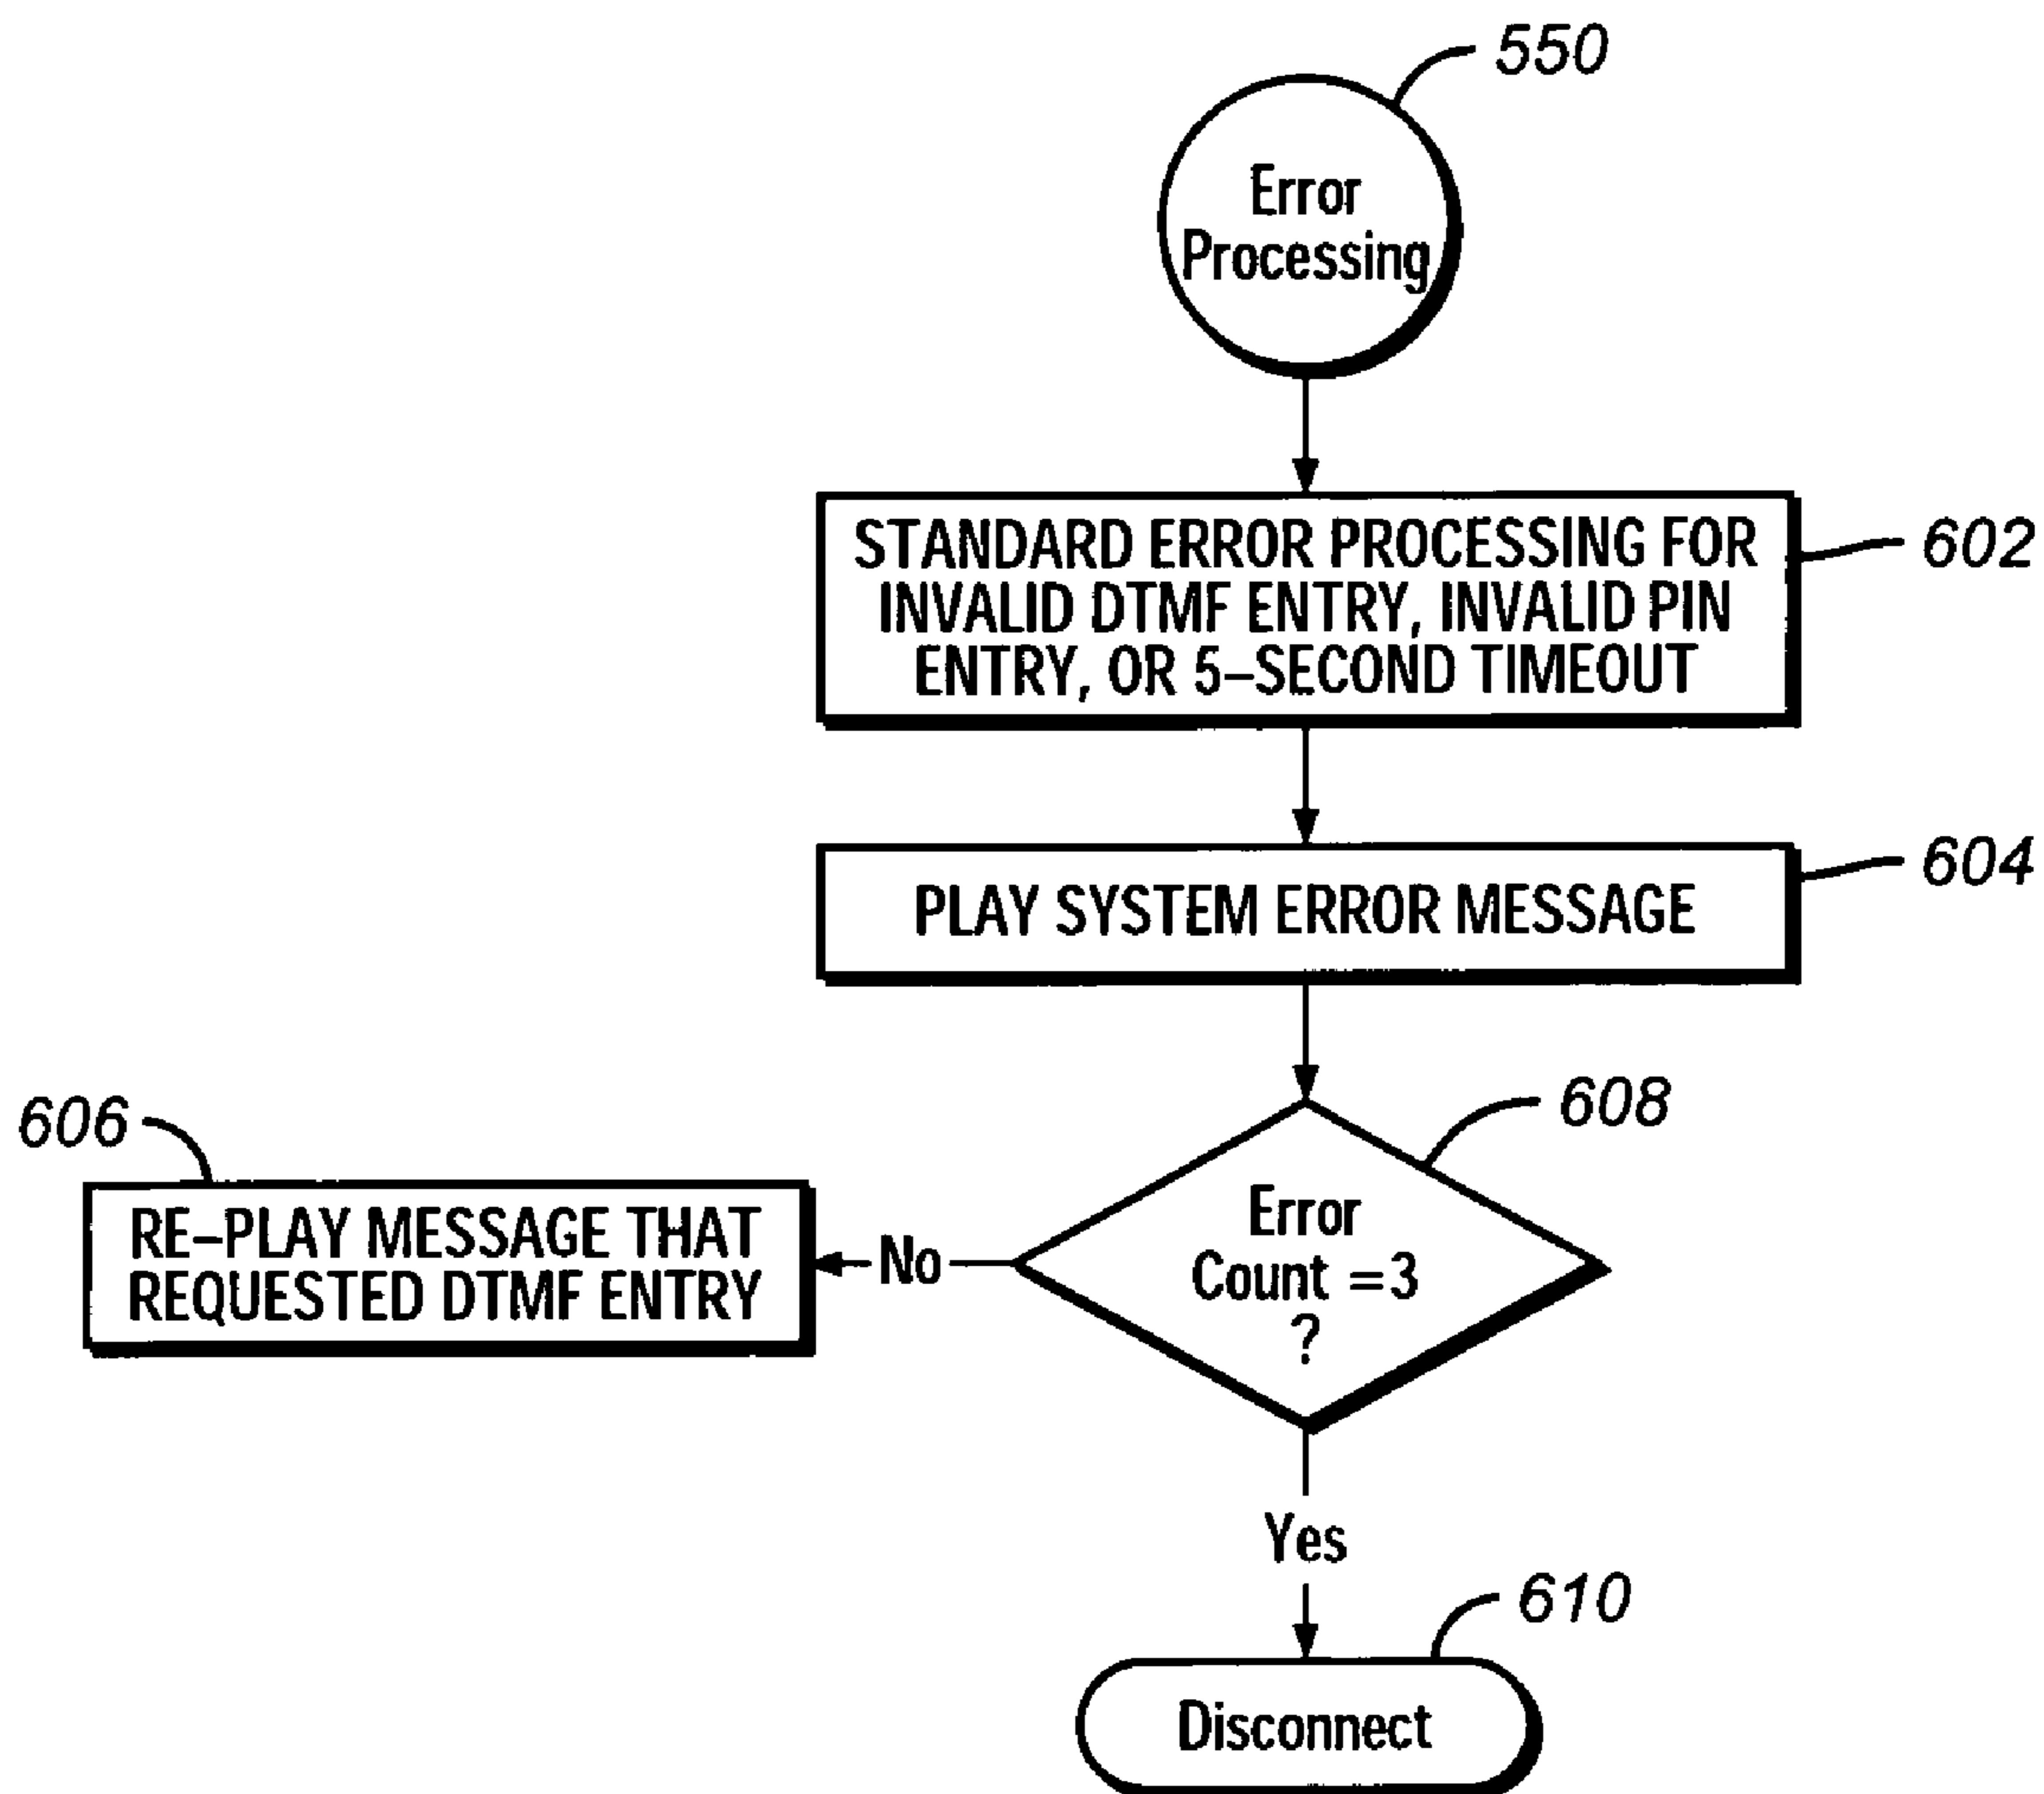 550
Error
Processing
STANDARD ERROR PROCESSING FOR
INVALID DTMF ENTRY, INVALID PIN
ENTRY, OR 5–SECOND TIMEOUT
602
PLAY SYSTEM ERROR MESSAGE
604
606
RE–PLAY MESSAGE THAT
REQUESTED DTMF ENTRY
No
608
Error
Count =3
?
Yes
610
Disconnect